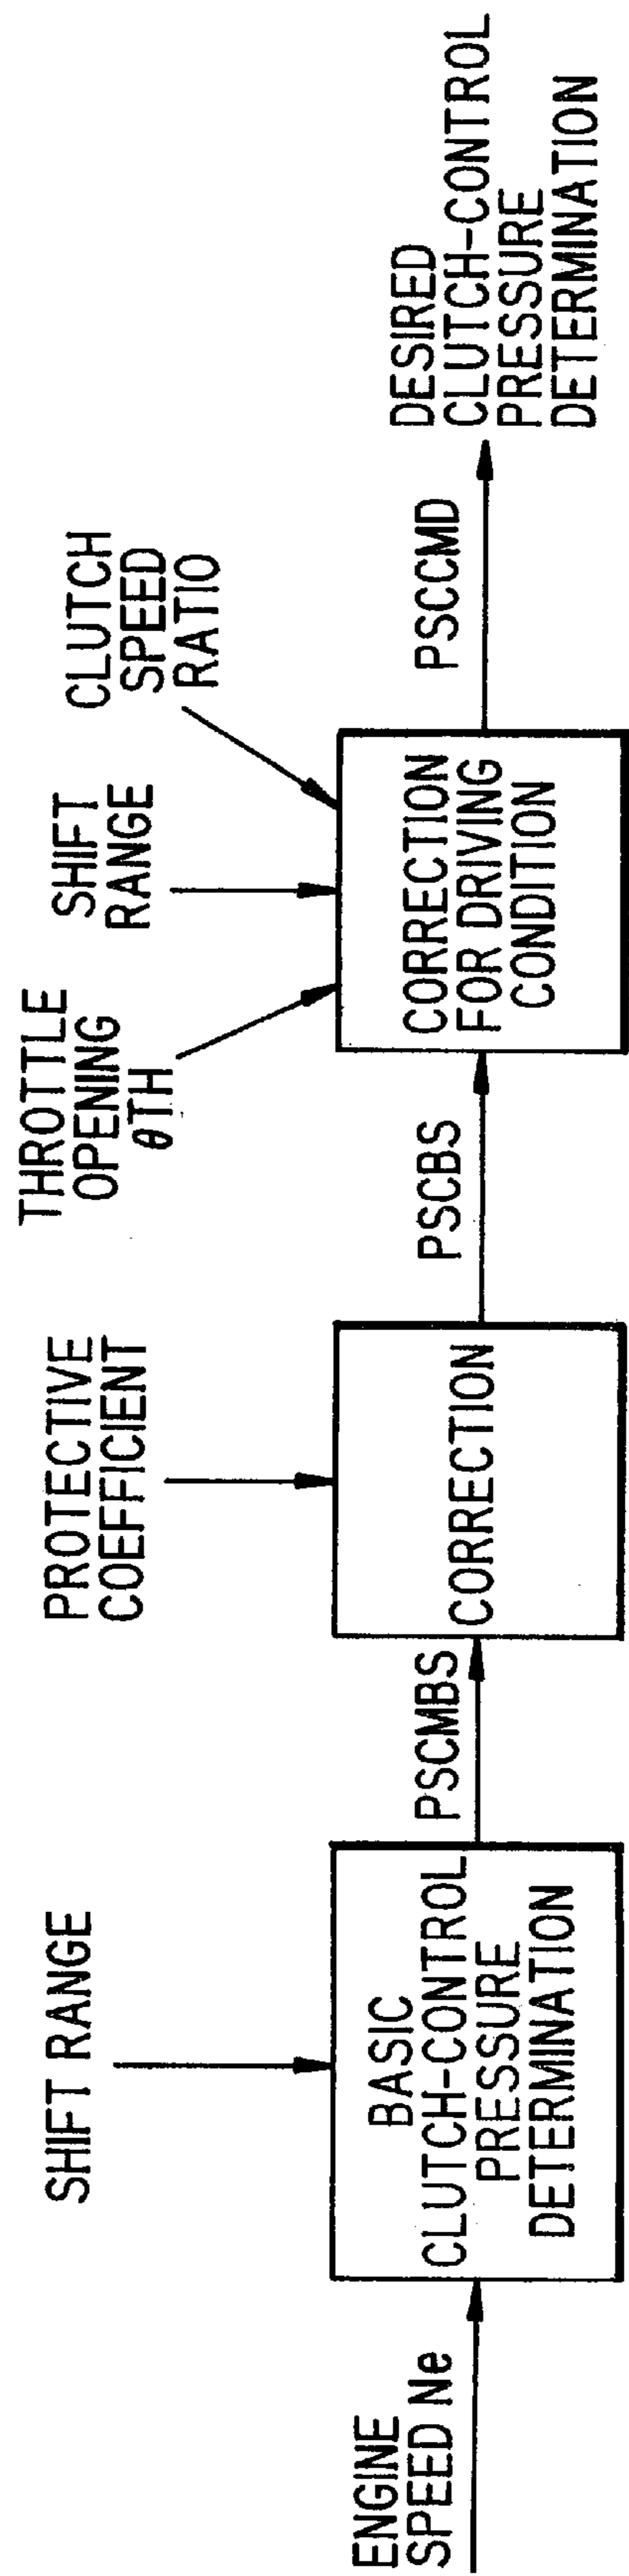 ENGINE
SPEED Ne
SHIFT RANGE
BASIC
CLUTCH-CONTROL
PRESSURE
DETERMINATION
PSCMBS
PROTECTIVE
COEFFICIENT
CORRECTION
PSCBS
THROTTLE
OPENING
θTH
SHIFT
RANGE
CLUTCH
SPEED
RATIO
CORRECTION
FOR DRIVING
CONDITION
PSCCMD
DESIRED
CLUTCH-CONTROL
PRESSURE
DETERMINATION